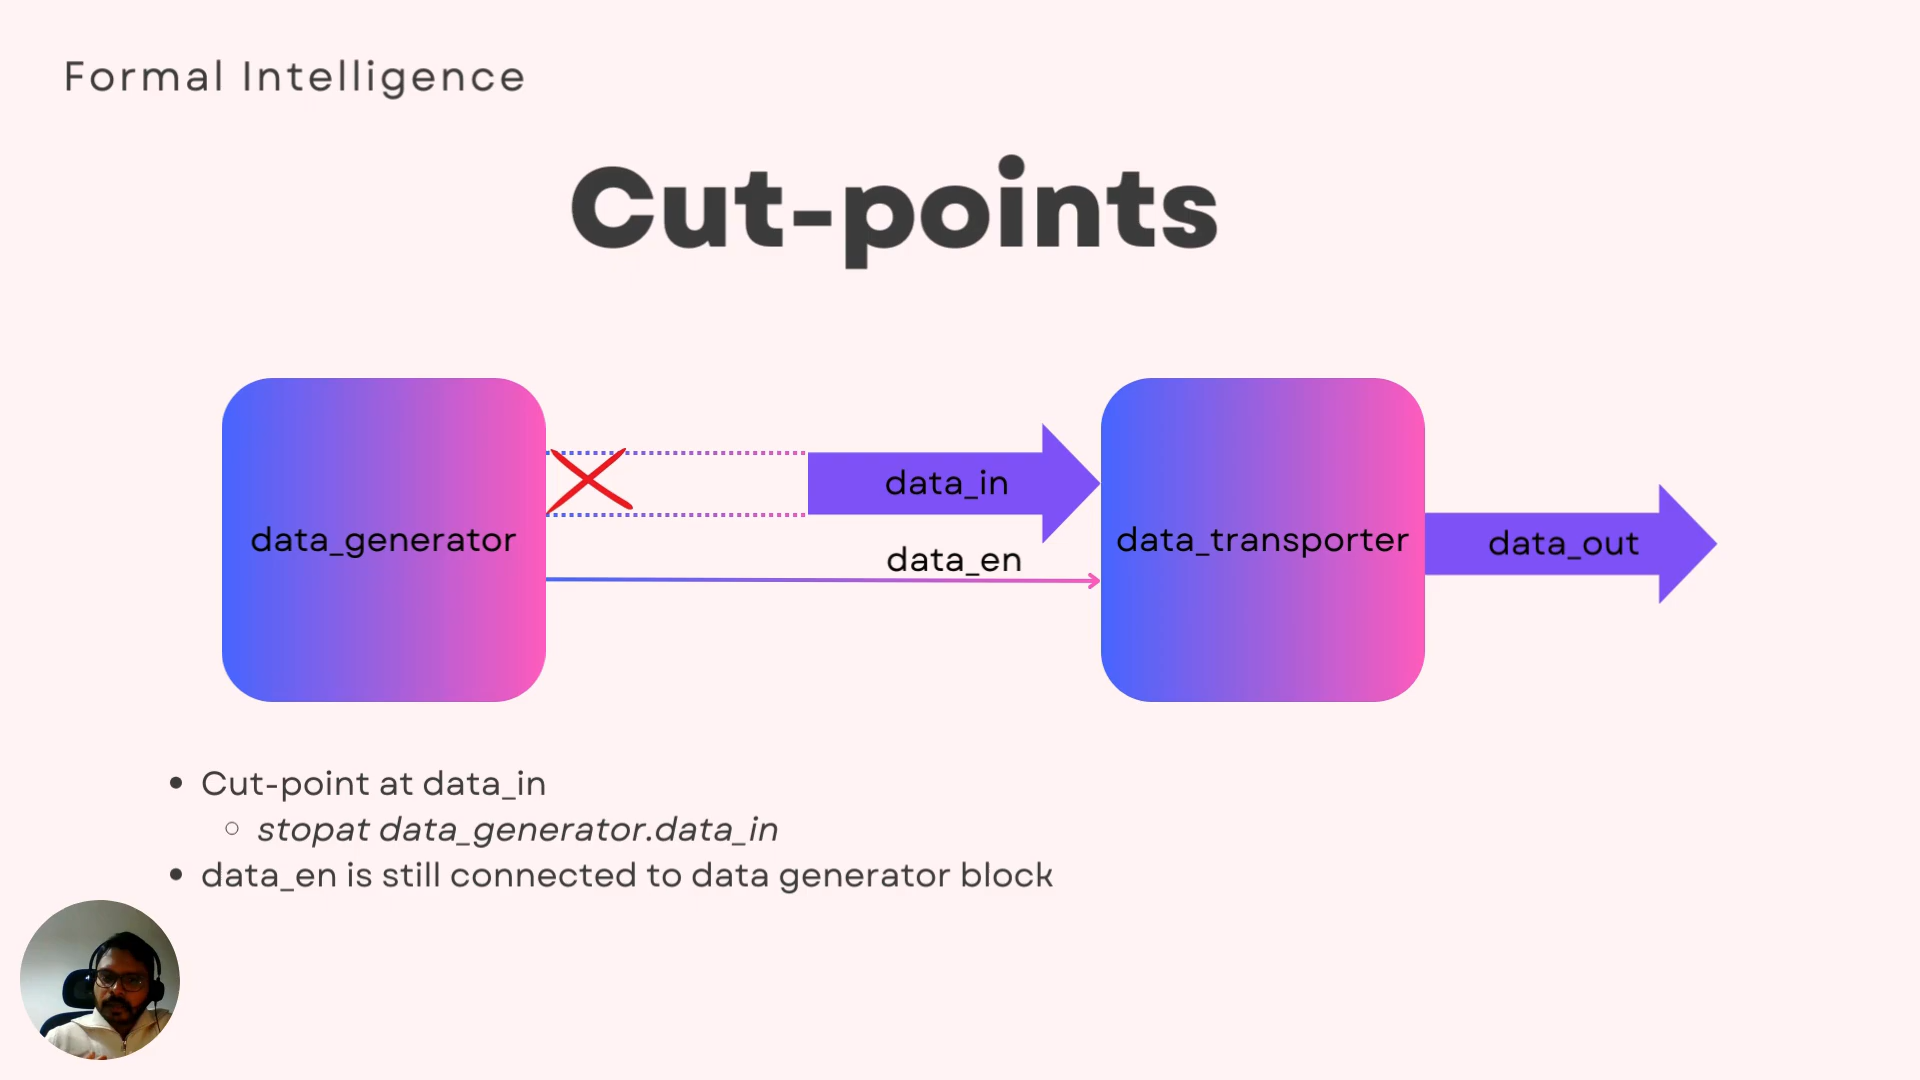 Formal Intelligence
Cut-points
data_generator
data_in
data_en
data_transporter
data_out
Cut-point at data_in
stopat data_generator.data_in
data_en is still connected to data generator block